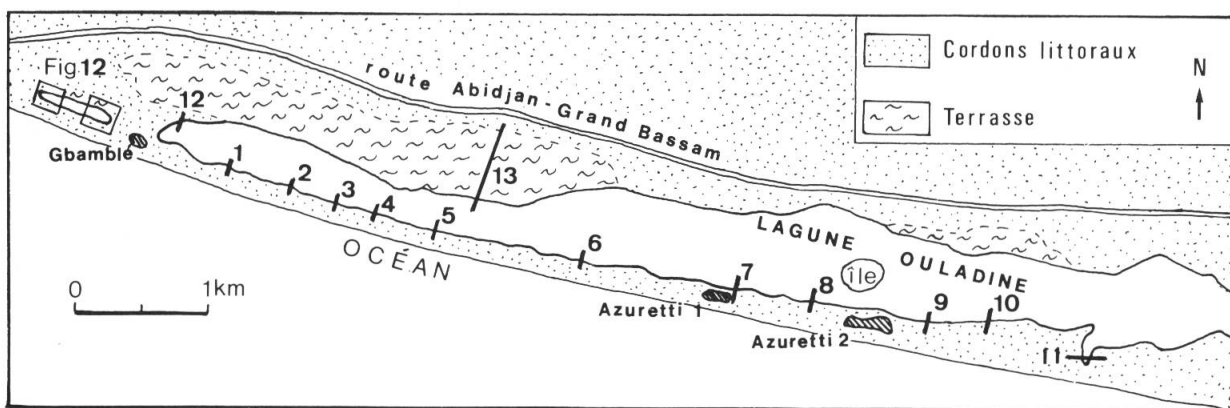 Cordons littoraux
N
Terrasse
Fig 12
route Abidjan-Grand Bassam
12
Gbamblé
1
2
3
4
5
13
6
7
8
9
10
11
OCÉAN
LAGUNE OULADINE
île
Azuretti 1
Azuretti 2
0 1km